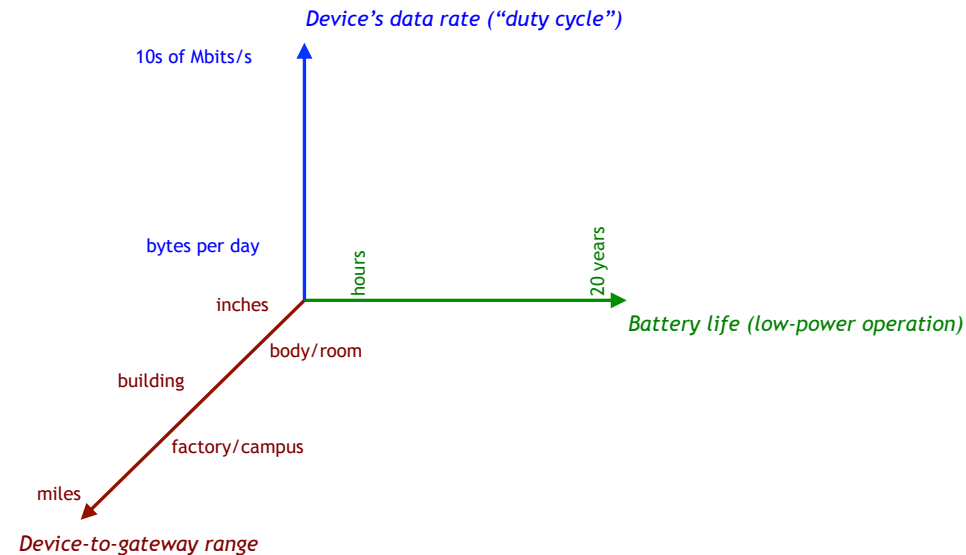 Device’s data rate (“duty cycle”)
10s of Mbits/s
bytes per day
hours
20 years
inches
Battery life (low-power operation)
body/room
building
factory/campus
miles
Device-to-gateway range